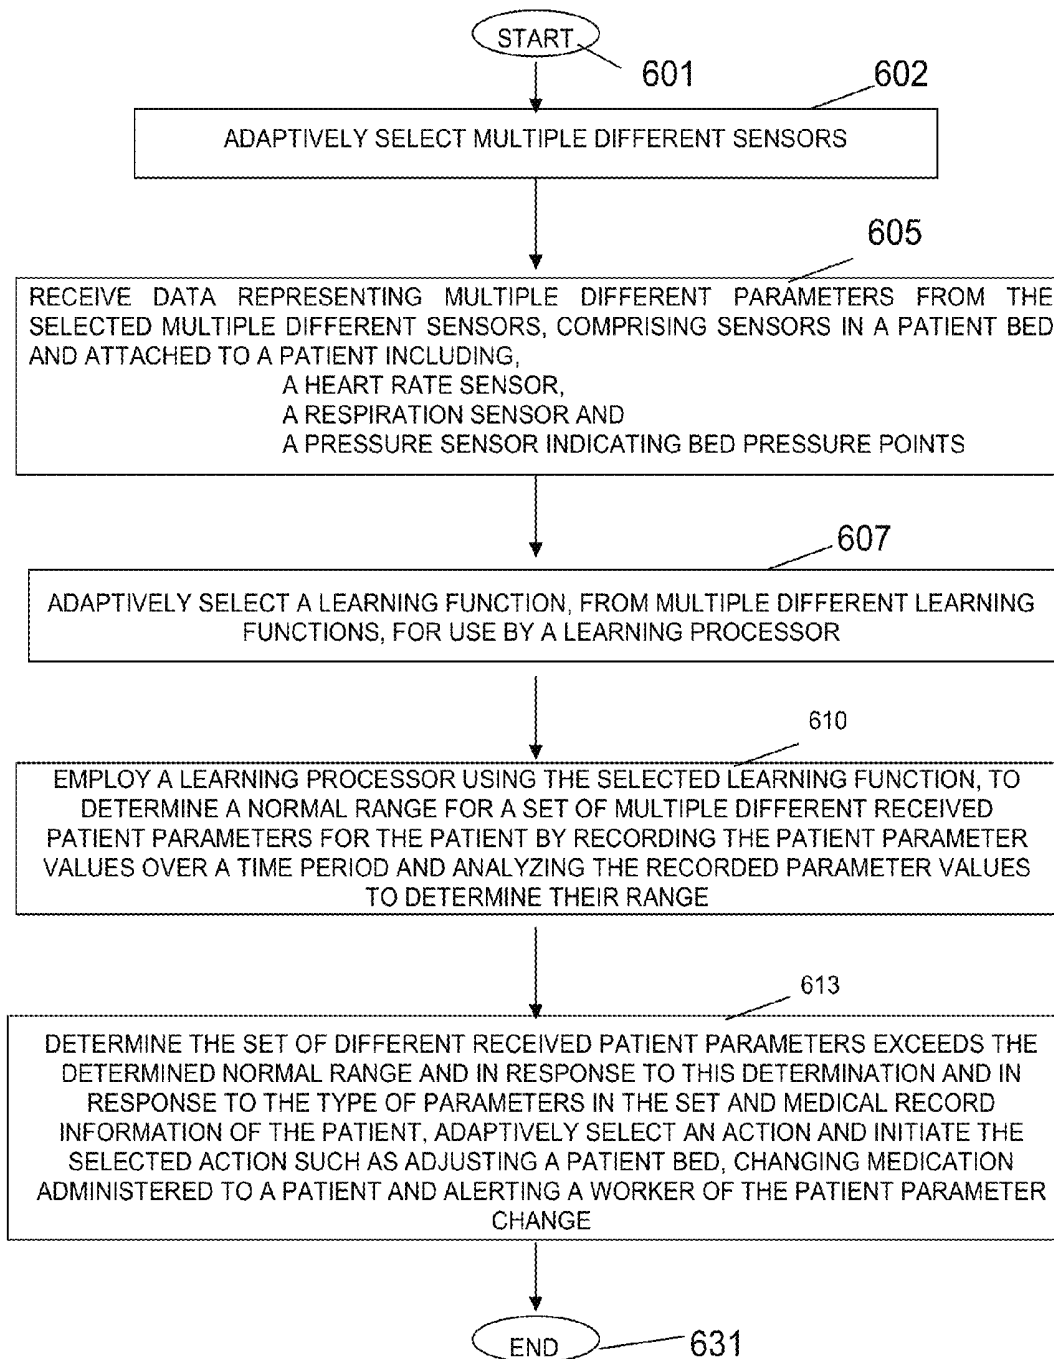 START
601
602
ADAPTIVELY SELECT MULTIPLE DIFFERENT SENSORS.
605
RECEIVE DATA REPRESENTING MULTIPLE DIFFERENT PARAMETERS FROM THE
SELECTED MULTIPLE DIFFERENT SENSORS, COMPRISING SENSORS IN A PATIENT BED
AND ATTACHED TO A PATIENT INCLUDING,
A HEART RATE SENSOR,
A RESPIRATION SENSOR AND
A PRESSURE SENSOR INDICATING BED PRESSURE POINTS
607
ADAPTIVELY SELECT A LEARNING FUNCTION, FROM MULTIPLE DIFFERENT LEARNING
FUNCTIONS, FOR USE BY A LEARNING PROCESSOR
610
EMPLOY A LEARNING PROCESSOR USING THE SELECTED LEARNING FUNCTION, TO
DETERMINE A NORMAL RANGE FOR A SET OF MULTIPLE DIFFERENT RECEIVED
PATIENT PARAMETERS FOR THE PATIENT BY RECORDING THE PATIENT PARAMETER
VALUES OVER A TIME PERIOD AND ANALYZING THE RECORDED PARAMETER VALUES
TO DETERMINE THEIR RANGE
613
DETERMINE THE SET OF DIFFERENT RECEIVED PATIENT PARAMETERS EXCEEDS THE
DETERMINED NORMAL RANGE AND IN RESPONSE TO THIS DETERMINATION AND IN
RESPONSE TO THE TYPE OF PARAMETERS IN THE SET AND MEDICAL RECORD
INFORMATION OF THE PATIENT, ADAPTIVELY SELECT AN ACTION AND INITIATE THE
SELECTED ACTION SUCH AS ADJUSTING A PATIENT BED, CHANGING MEDICATION
ADMINISTERED TO A PATIENT AND ALERTING A WORKER OF THE PATIENT PARAMETER
CHANGE
END
631